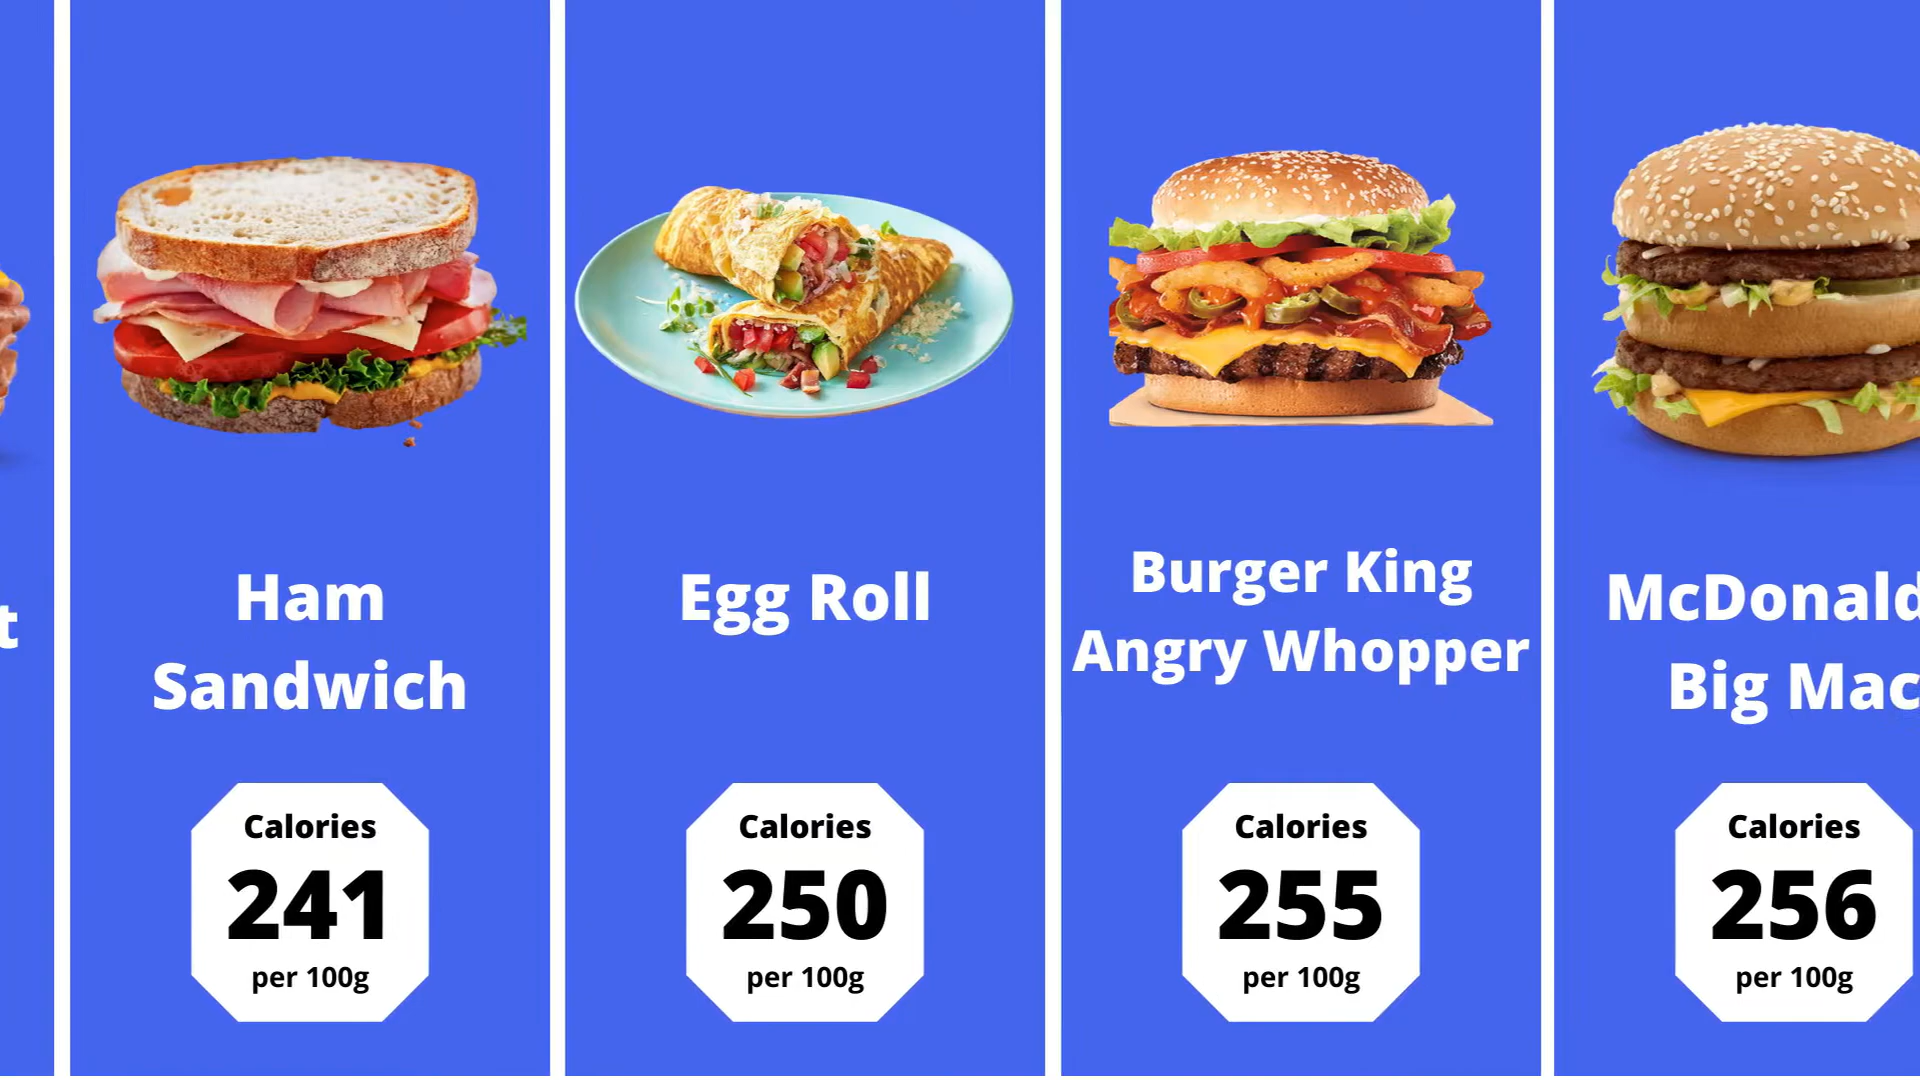 t
Ham
Sandwich
Calories
241
per 100g
Egg Roll
Calories
250
per 100g
Burger King
Angry Whopper
Calories
255
per 100g
McDonald
Big Mac
Calories
256
per 100g